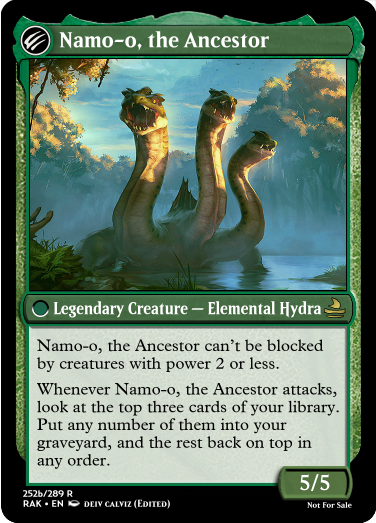 Namo-o, the Ancestor
Legendary Creature — Elemental Hydra
Namo-o, the Ancestor can't be blocked
by creatures with power 2 or less.
Whenever Namo-o, the Ancestor attacks,
look at the top three cards of your library.
Put any number of them into your
graveyard, and the rest back on top in
any order.
5/5
252b/289 R
RAK • EN DEIV CALVIZ (EDITED)
Not For Sale